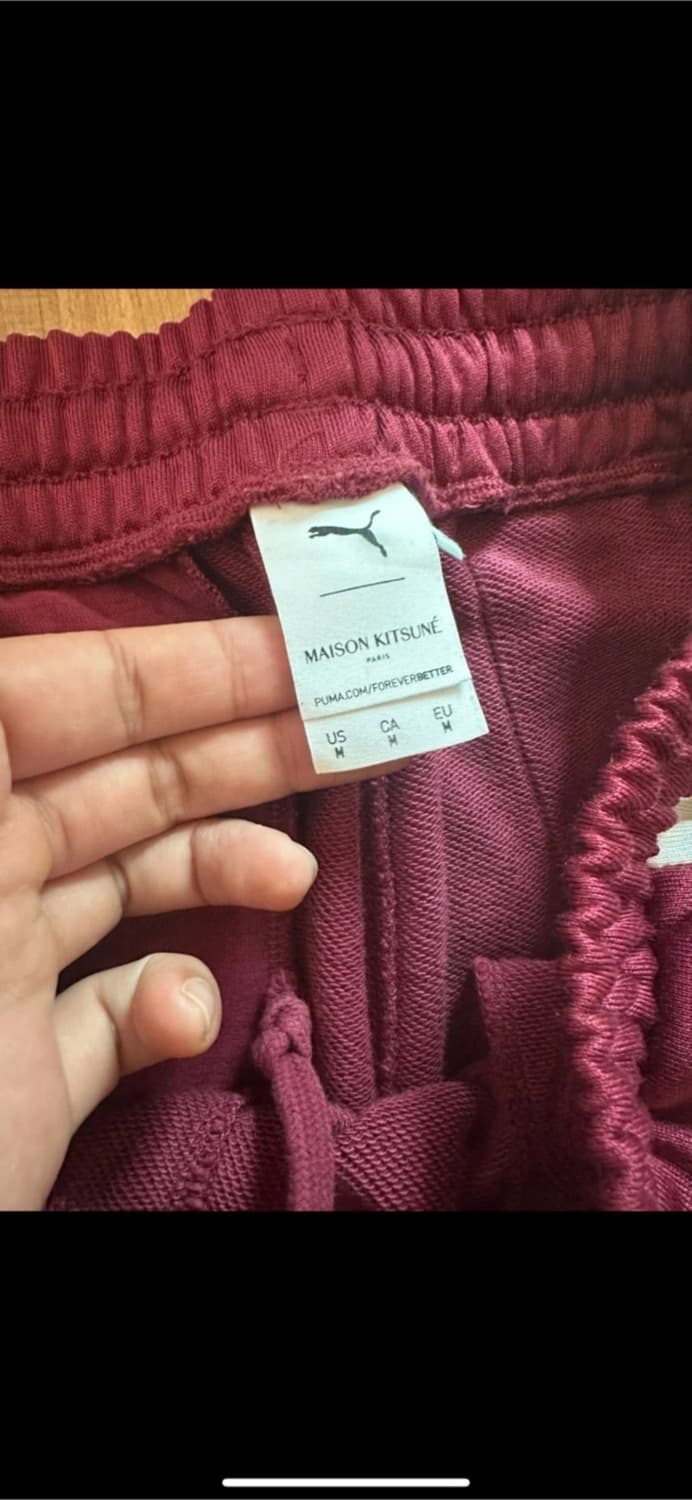 MAISON KITSUNÉ
PARIS
PUMA.COM/FOREVERBETTER
US CA EU
M M M